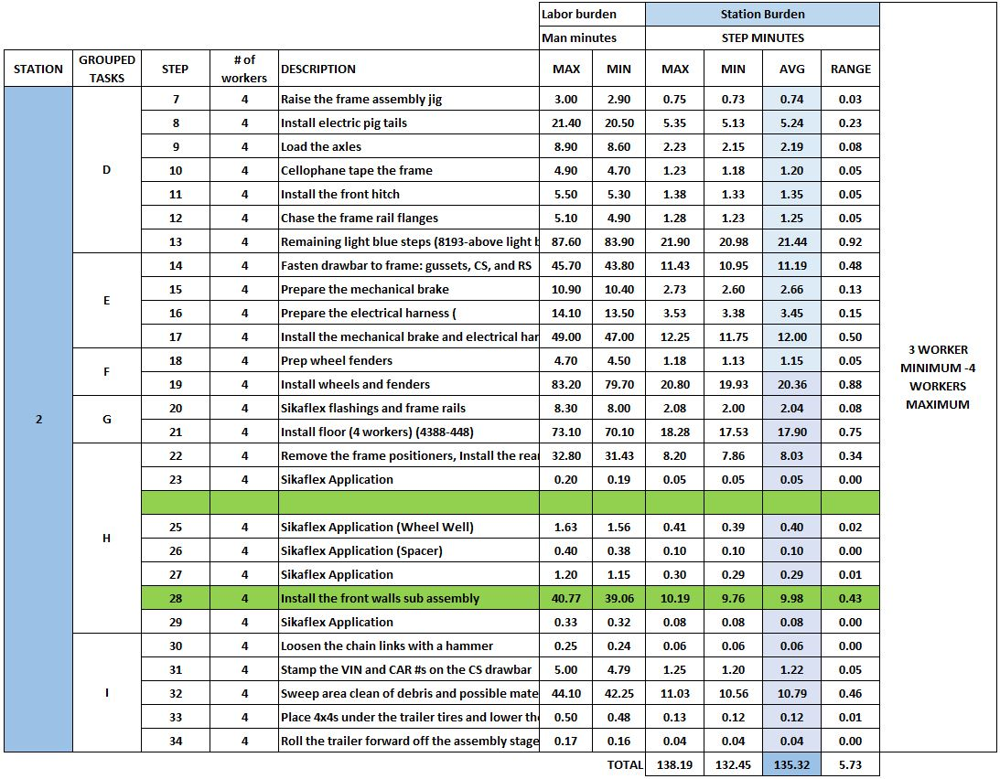 Labor burden Station Burden
Man minutes STEP MINUTES
STATION GROUPED TASKS STEP # of workers DESCRIPTION MAX MIN MAX MIN AVG RANGE
2 D 7 4 Raise the frame assembly jig 3.00 2.90 0.75 0.73 0.74 0.03
8 4 Install electric pig tails 21.40 20.50 5.35 5.13 5.24 0.23
9 4 Load the axles 8.90 8.60 2.23 2.15 2.19 0.08
10 4 Cellophane tape the frame 4.90 4.70 1.23 1.18 1.20 0.05
11 4 Install the front hitch 5.50 5.30 1.38 1.33 1.35 0.05
12 4 Chase the frame rail flanges 5.10 4.90 1.28 1.23 1.25 0.05
13 4 Remaining light blue steps (8193-above light b 87.60 83.90 21.90 20.98 21.44 0.92
E 14 4 Fasten drawbar to frame: gussets, CS, and RS 45.70 43.80 11.43 10.95 11.19 0.48
15 4 Prepare the mechanical brake 10.90 10.40 2.73 2.60 2.66 0.13
16 4 Prepare the electrical harness ( 14.10 13.50 3.53 3.38 3.45 0.15
17 4 Install the mechanical brake and electrical har 49.00 47.00 12.25 11.75 12.00 0.50
F 18 4 Prep wheel fenders 4.70 4.50 1.18 1.13 1.15 0.05
19 4 Install wheels and fenders 83.20 79.70 20.80 19.93 20.36 0.88
G 20 4 Sikaflex flashings and frame rails 8.30 8.00 2.08 2.00 2.04 0.08
21 4 Install floor (4 workers) (4388-448) 73.10 70.10 18.28 17.53 17.90 0.75
H 22 4 Remove the frame positioners, Install the rear 32.80 31.43 8.20 7.86 8.03 0.34
23 4 Sikaflex Application 0.20 0.19 0.05 0.05 0.05 0.00
25 4 Sikaflex Application (Wheel Well) 1.63 1.56 0.41 0.39 0.40 0.02
26 4 Sikaflex Application (Spacer) 0.40 0.38 0.10 0.10 0.10 0.00
27 4 Sikaflex Application 1.20 1.15 0.30 0.29 0.29 0.01
28 4 Install the front walls sub assembly 40.77 39.06 10.19 9.76 9.98 0.43
29 4 Sikaflex Application 0.33 0.32 0.08 0.08 0.08 0.00
I 30 4 Loosen the chain links with a hammer 0.25 0.24 0.06 0.06 0.06 0.00
31 4 Stamp the VIN and CAR #s on the CS drawbar 5.00 4.79 1.25 1.20 1.22 0.05
32 4 Sweep area clean of debris and possible mate 44.10 42.25 11.03 10.56 10.79 0.46
33 4 Place 4x4s under the trailer tires and lower the 0.50 0.48 0.13 0.12 0.12 0.01
34 4 Roll the trailer forward off the assembly stage 0.17 0.16 0.04 0.04 0.04 0.00
TOTAL 138.19 132.45 135.32 5.73
3 WORKER
MINIMUM -4
WORKERS
MAXIMUM